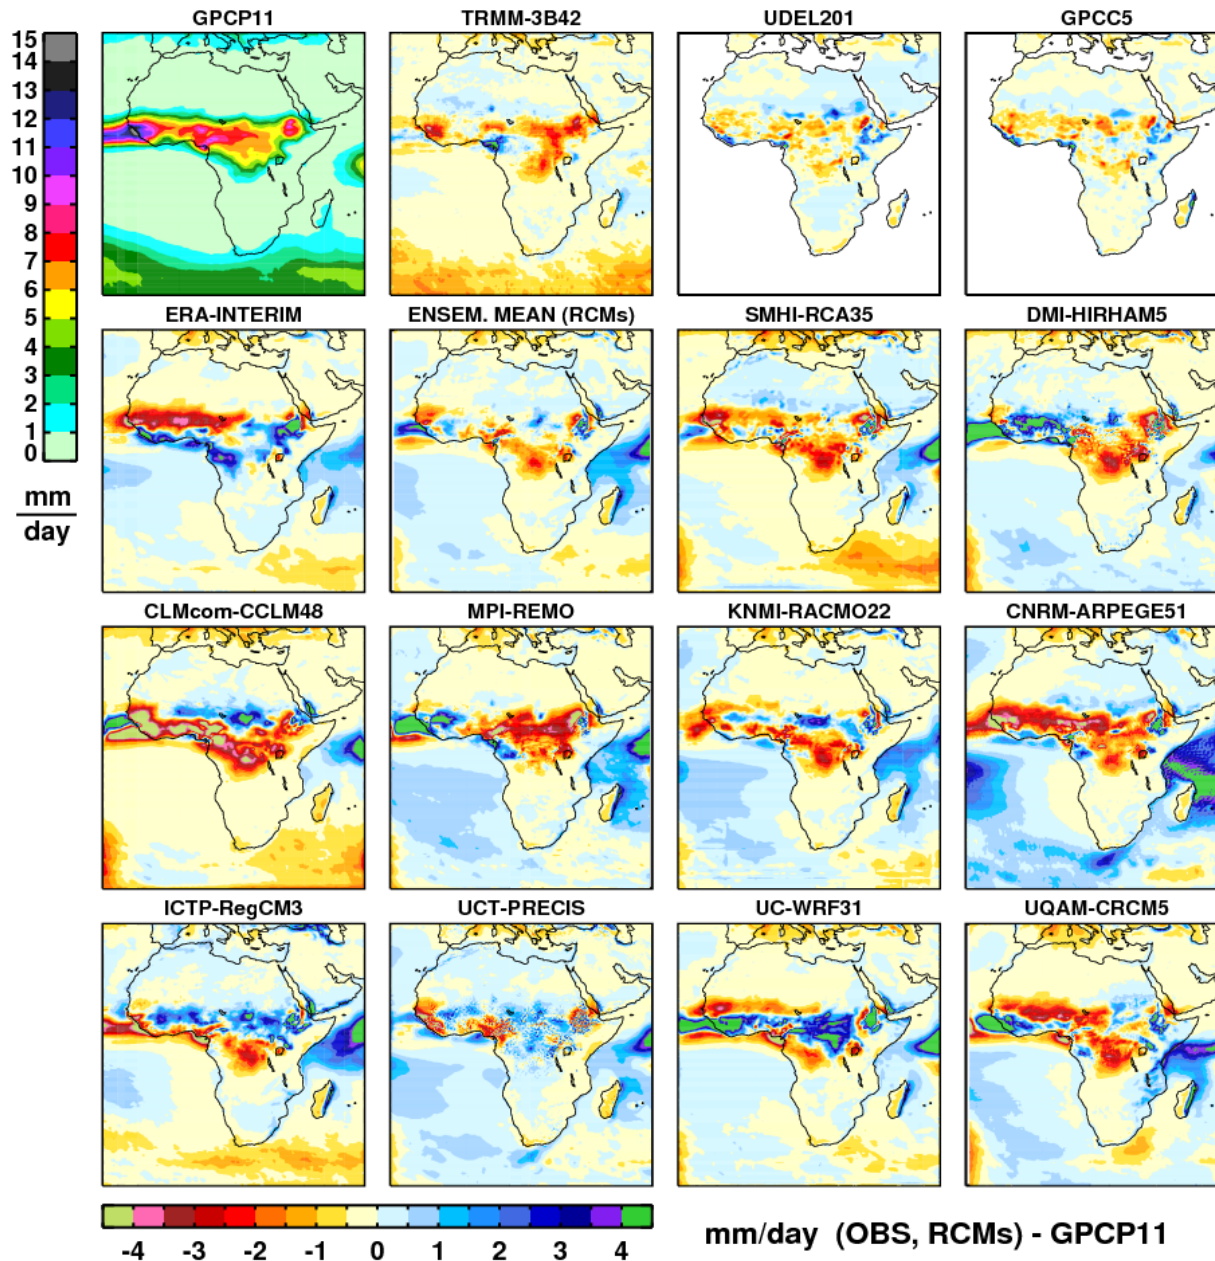 GPCP11 TRMM-3B42 UDEL201 GPCC5
15
14
13
12
11
10
9
8
7
6
5
4
3
2
1
0
mm
day
ERA-INTERIM ENSEM. MEAN (RCMs) SMHI-RCA35 DMI-HIRHAM5
CLMcom-CCLM48 MPI-REMO KNMI-RACMO22 CNRM-ARPEGE51
ICTP-RegCM3 UCT-PRECIS UC-WRF31 UQAM-CRCM5
-4 -3 -2 -1 0 1 2 3 4
mm/day (OBS, RCMs) - GPCP11